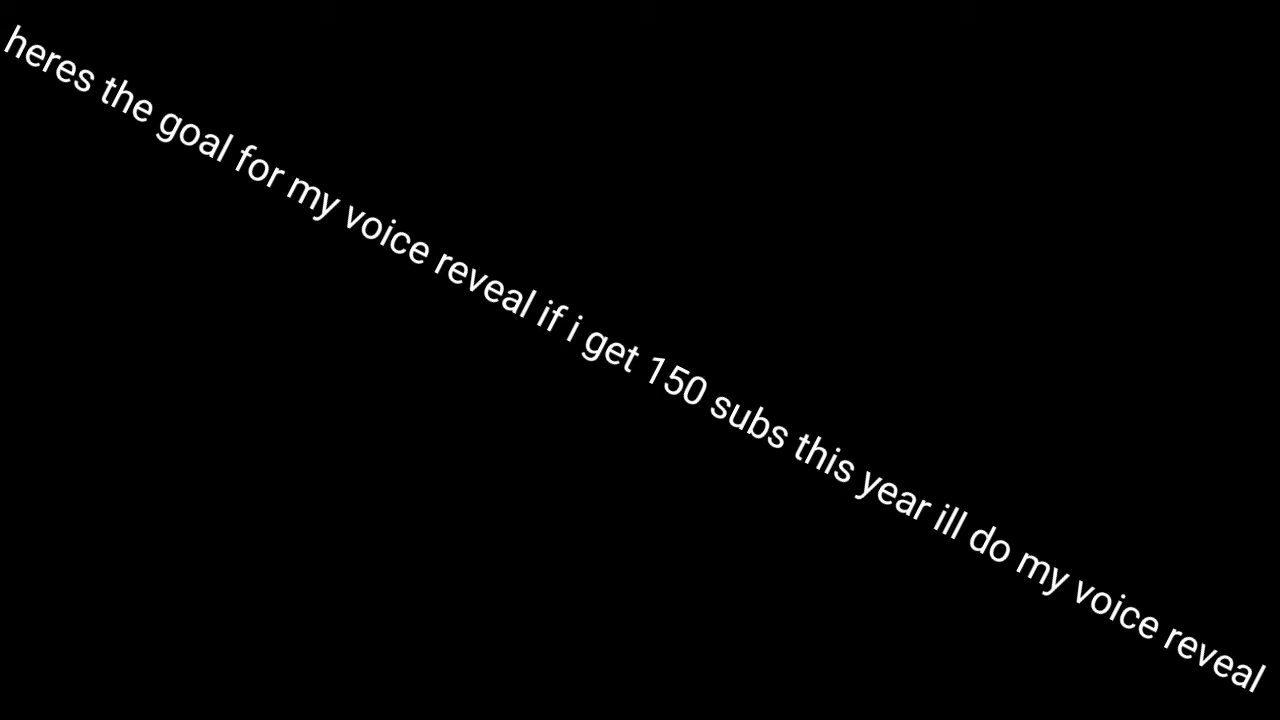 heres the goal for my voice reveal if i get 150 subs this year ill do my voice reveal